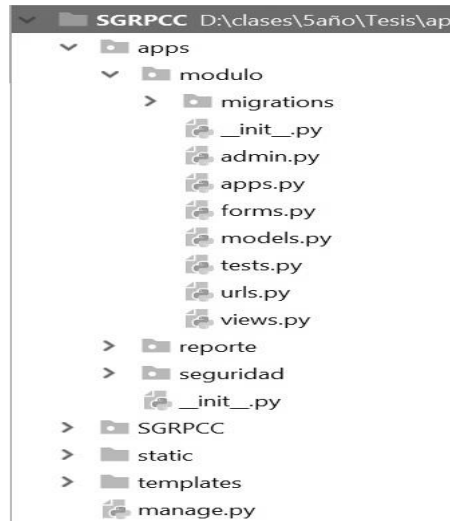 SGRPCC D:\clases\5año\Tesis\ap
apps
modulo
migrations
__init__.py
admin.py
apps.py
forms.py
models.py
tests.py
urls.py
views.py
reporte
seguridad
__init__.py
SGRPCC
static
templates
manage.py